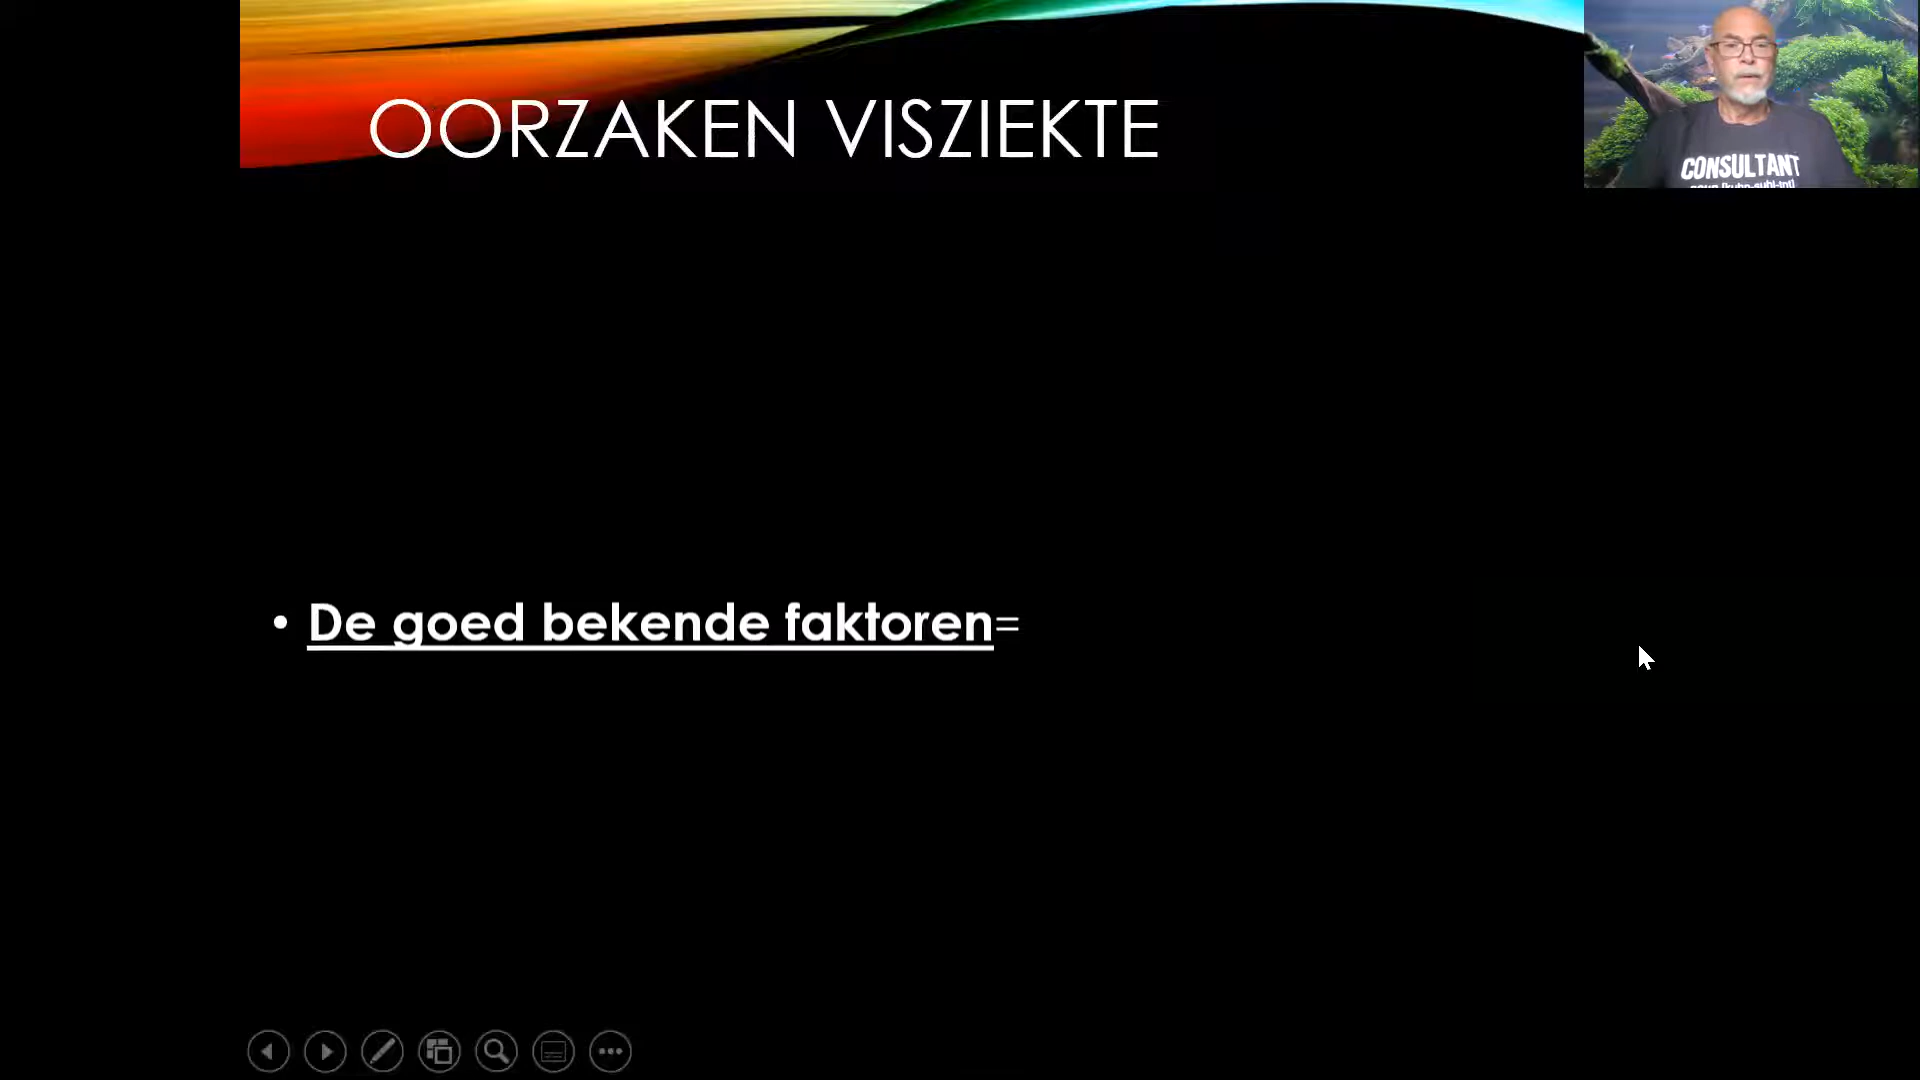 OORZAKEN VISZIEKTE
CONSULTANT
• De goed bekende faktoren=